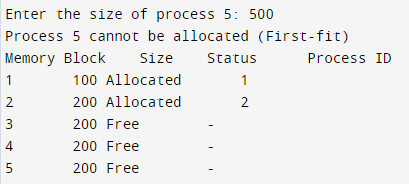 Enter the size of process 5: 500
Process 5 cannot be allocated (First-fit)
Memory Block    Size    Status      Process ID
1       100 Allocated       1
2       200 Allocated       2
3       200 Free        -
4       200 Free        -
5       200 Free        -